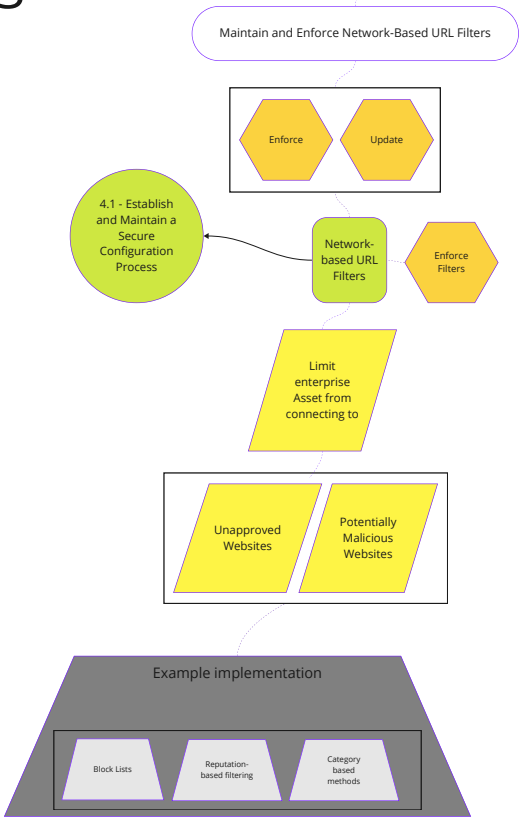 Maintain and Enforce Network-Based URL Filters
Enforce
Update
4.1 - Establish
and Maintain a
Secure
Configuration
Process
Network-
based URL
Filters
Enforce
Filters
Limit
enterprise
Asset from
connecting to
Unapproved
Websites
Potentially
Malicious
Websites
Example implementation
Block Lists
Reputation-
based filtering
Category
based
methods